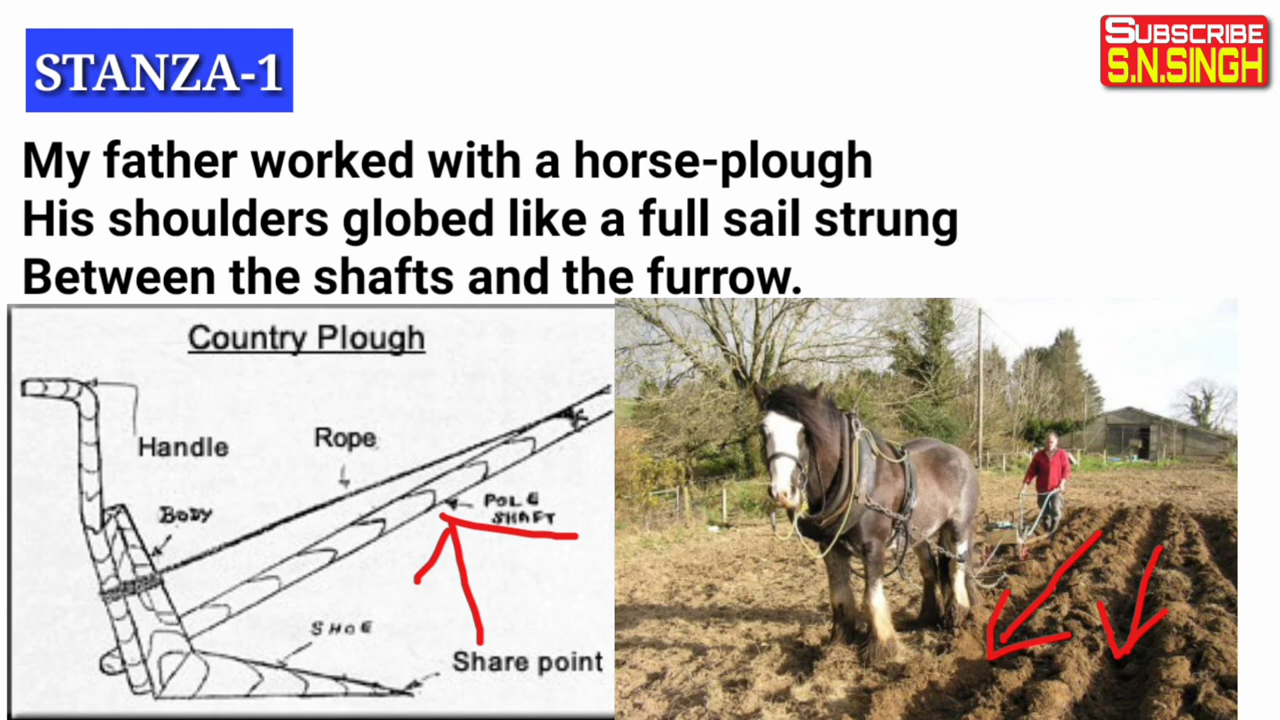 STANZA-1
SUBSCRIBE
S.N.SINGH
My father worked with a horse-plough
His shoulders globed like a full sail strung
Between the shafts and the furrow.
Country Plough
Handle
Rope
POLE
SHAFT
BODY
SHOE
Share point